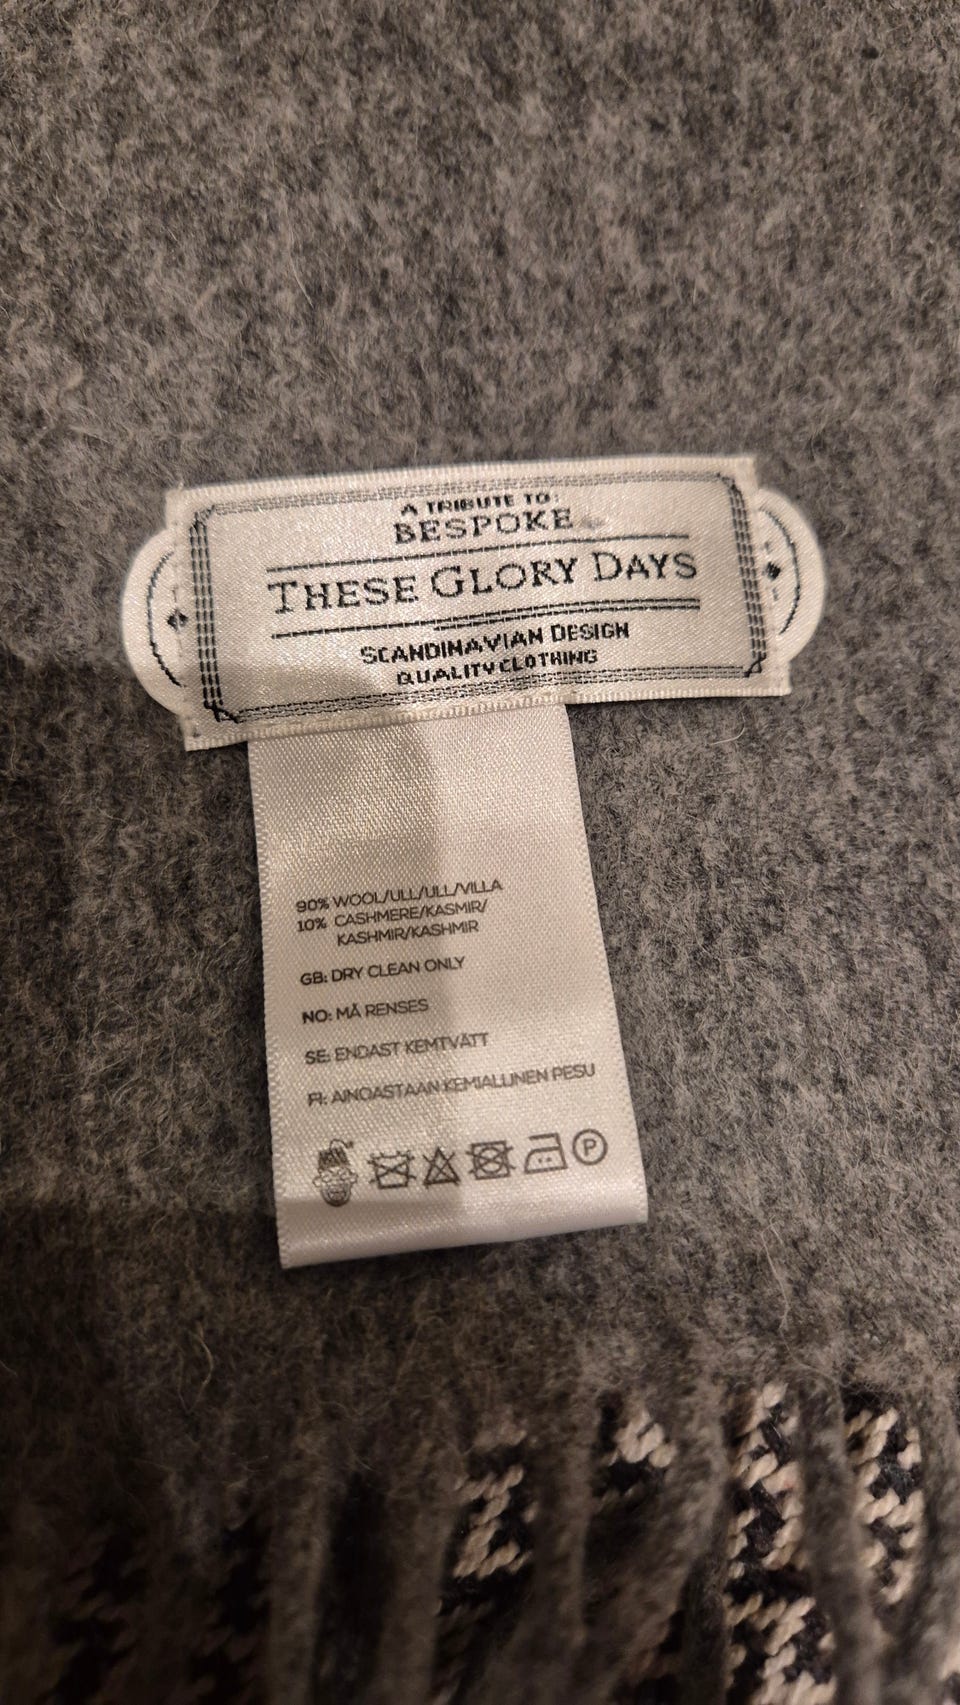 A TRIBUTE TO:
BESPOKE
THESE GLORY DAYS
SCANDINAVIAN DESIGN
QUALITY CLOTHING
90% WOOL/ULL/ULL/VILLA
10% CASHMERE/KASMIR/
KASHMIR/KASHMIR
GB: DRY CLEAN ONLY
NO: MÅ RENSES
SE: ENDAST KEMTVÄTT
FI: AINOASTAAN KEMIALLINEN PESU
P